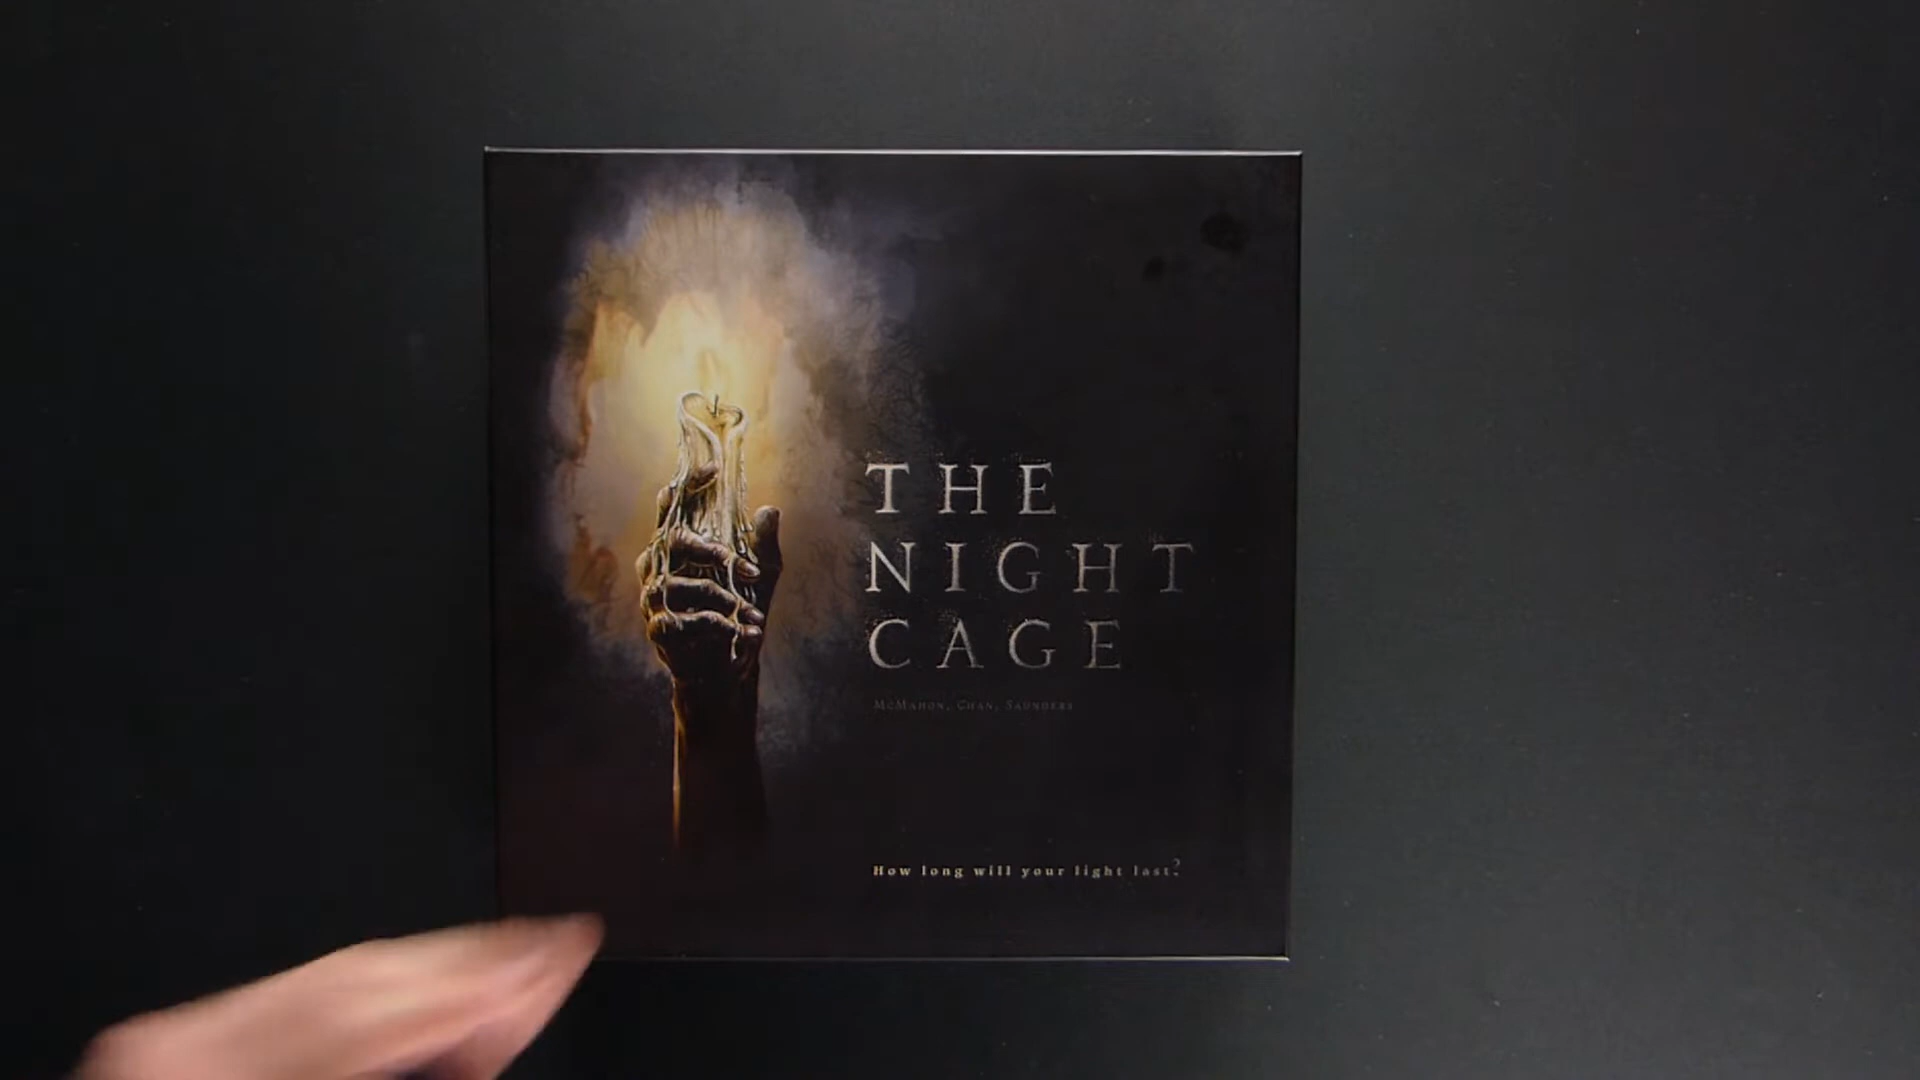 THE
NIGHT
CAGE
McMahon, Chan, Saunders
How long will your light last?